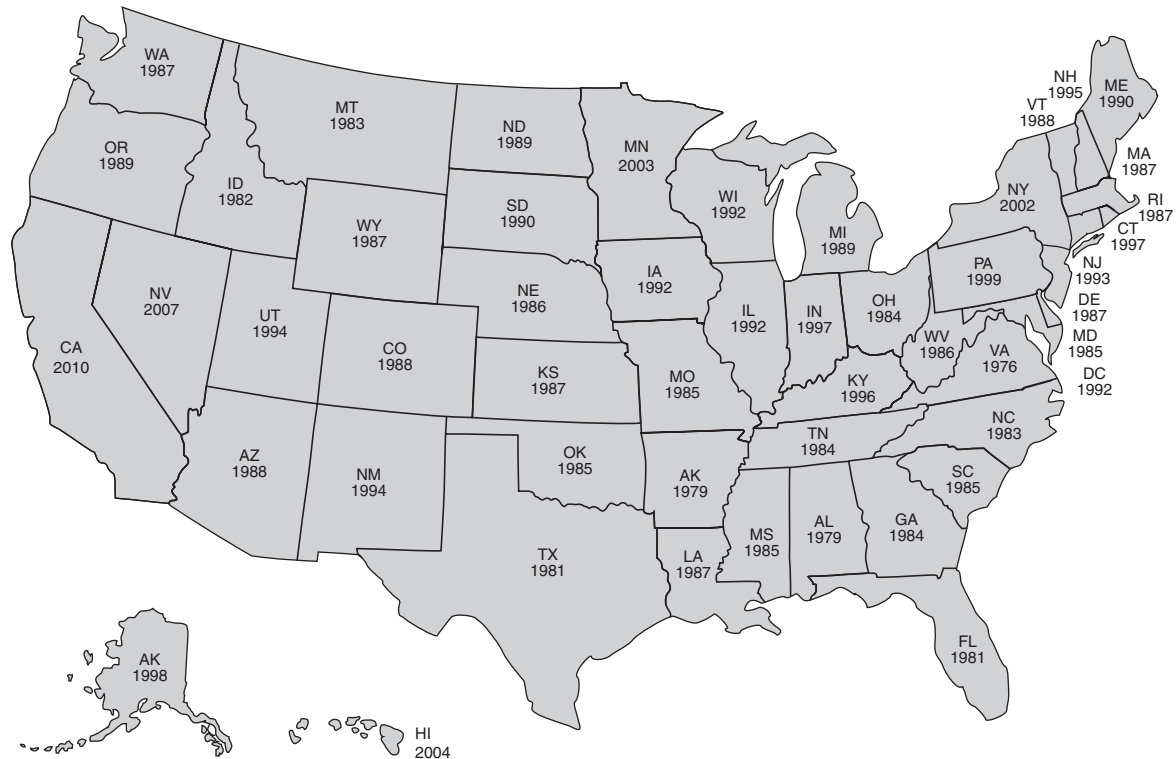 WA
1987
OR
1989
CA
2010
NV
2007
ID
1982
MT
1983
WY
1987
UT
1994
AZ
1988
CO
1988
NM
1994
ND
1989
SD
1990
NE
1986
KS
1987
OK
1985
TX
1981
MN
2003
IA
1992
MO
1985
AK
1979
LA
1987
WI
1992
IL
1992
MI
1989
IN
1997
OH
1984
KY
1996
TN
1984
MS
1985
AL
1979
GA
1984
FL
1981
SC
1985
NC
1983
VA
1976
WV
1986
PA
1999
NY
2002
VT
1988
NH
1995
ME
1990
MA
1987
RI
1987
CT
1997
NJ
1993
DE
1987
MD
1985
DC
1992
AK
1998
HI
2004